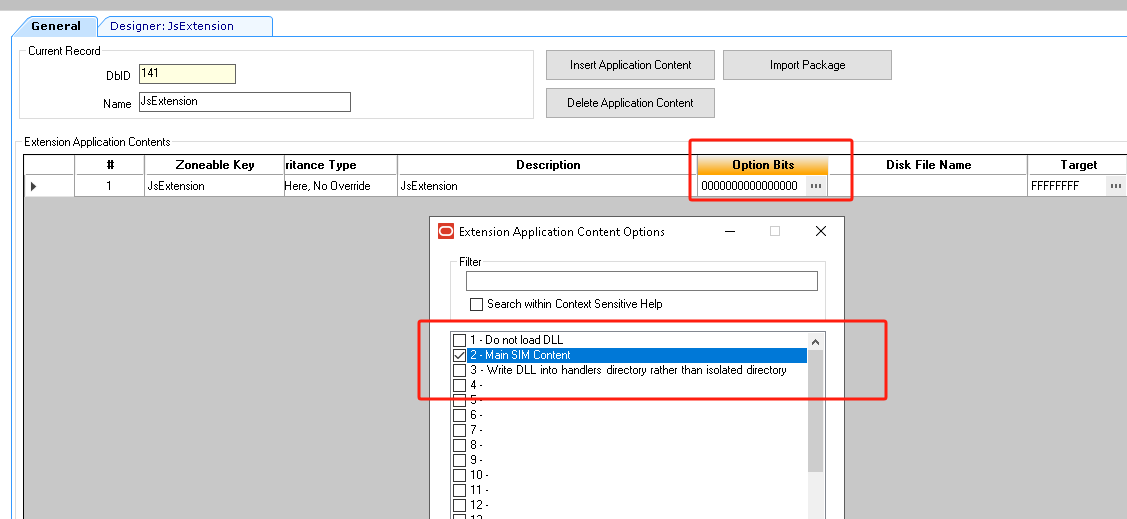 General Designer: JsExtension
Current Record
DbID 141
Name JsExtension
Insert Application Content Import Package
Delete Application Content
Extension Application Contents
# Zoneable Key ritance Type Description Option Bits Disk File Name Target
1 JsExtension Here, No Override JsExtension 0000000000000000 ... FFFFFFFF ...
Extension Application Content Options
Filter
Search within Context Sensitive Help
1 - Do not load DLL
2 - Main SIM Content
3 - Write DLL into handlers directory rather than isolated directory
4 -
5 -
6 -
7 -
8 -
9 -
10 -
11 -
12 -